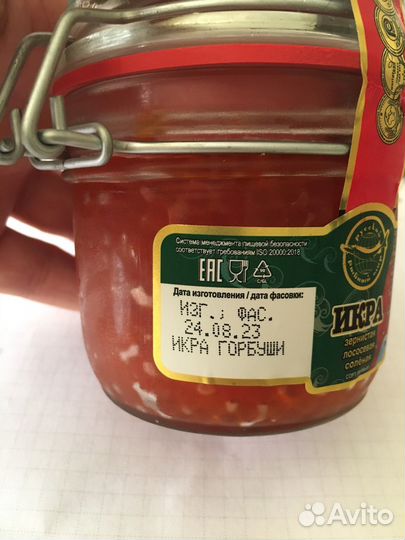 Система менеджмента пищевой безопасности
соответствует требованиям ISO 20000:2018
ЕАС
Дата изготовления / дата фасовки:
ИЗГ.; ФАС.
24.08.23
ИКРА ГОРБУШИ
ИКРА
зернистая
лососевая
солёная
Avito